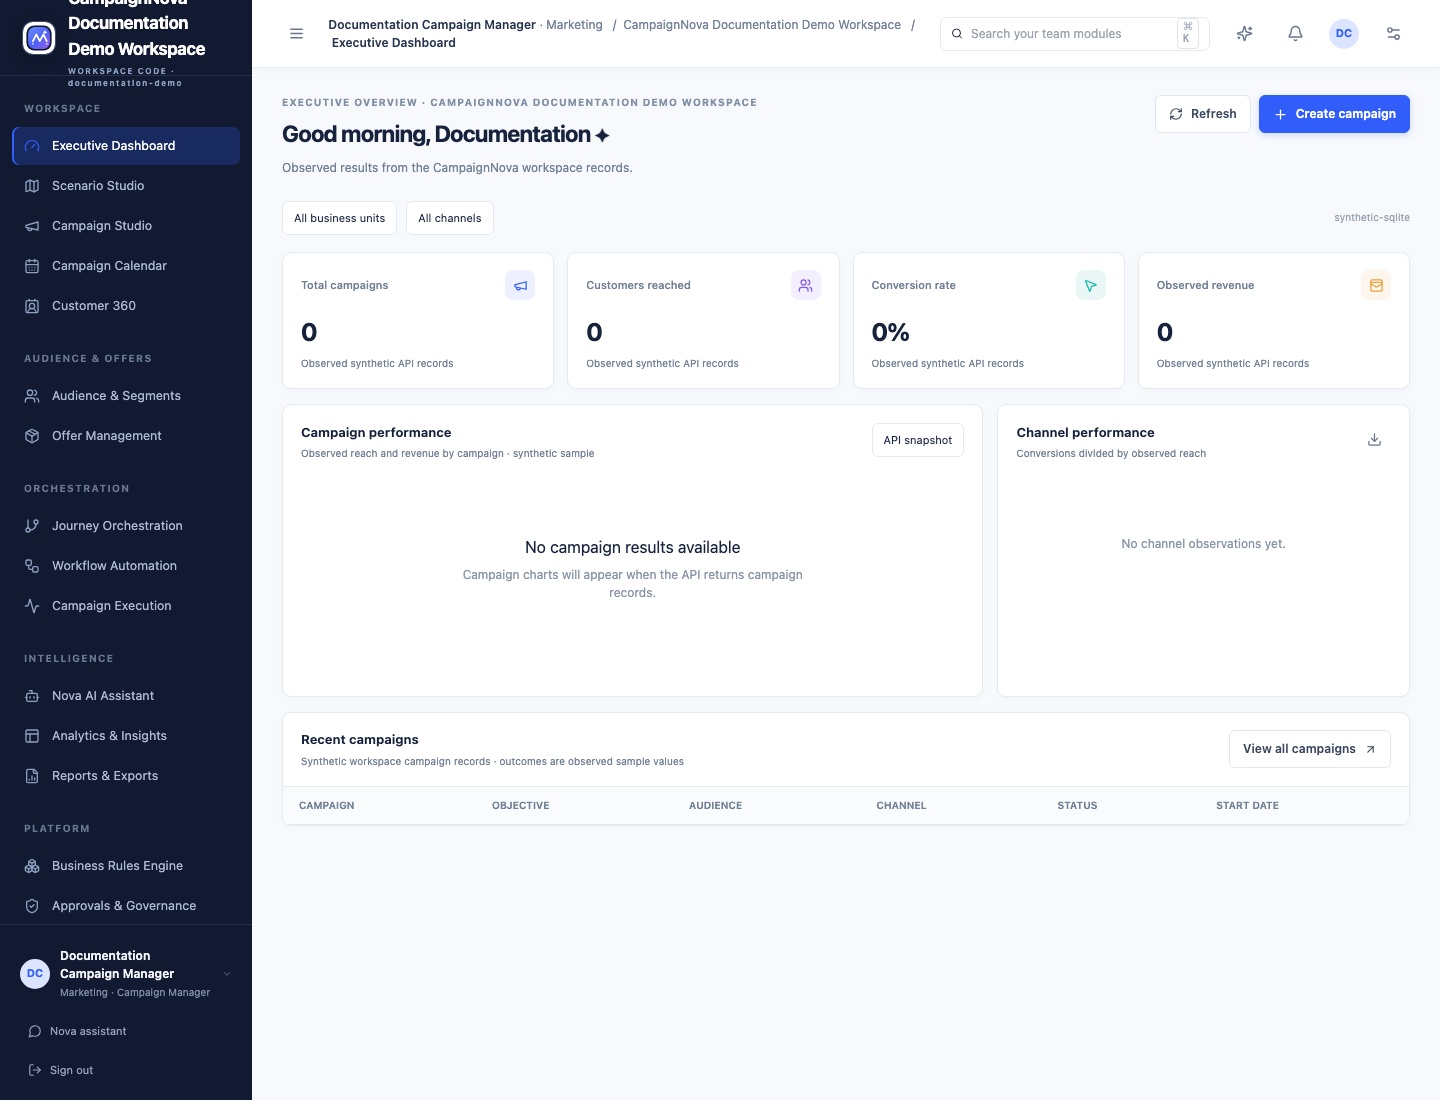 CampaignNova
Documentation
Demo Workspace
WORKSPACE CODE ·
documentation-demo
WORKSPACE
Executive Dashboard
Scenario Studio
Campaign Studio
Campaign Calendar
Customer 360
AUDIENCE & OFFERS
Audience & Segments
Offer Management
ORCHESTRATION
Journey Orchestration
Workflow Automation
Campaign Execution
INTELLIGENCE
Nova AI Assistant
Analytics & Insights
Reports & Exports
PLATFORM
Business Rules Engine
Approvals & Governance
DC
Documentation
Campaign Manager
Marketing · Campaign Manager
Nova assistant
Sign out
Documentation Campaign Manager · Marketing / CampaignNova Documentation Demo Workspace /
Executive Dashboard
Search your team modules
⌘
K
DC
EXECUTIVE OVERVIEW · CAMPAIGNNOVA DOCUMENTATION DEMO WORKSPACE
Good morning, Documentation ✦
Observed results from the CampaignNova workspace records.
Refresh
Create campaign
All business units
All channels
synthetic-sqlite
Total campaigns
0
Observed synthetic API records
Customers reached
0
Observed synthetic API records
Conversion rate
0%
Observed synthetic API records
Observed revenue
0
Observed synthetic API records
Campaign performance
Observed reach and revenue by campaign · synthetic sample
API snapshot
No campaign results available
Campaign charts will appear when the API returns campaign
records.
Channel performance
Conversions divided by observed reach
No channel observations yet.
Recent campaigns
Synthetic workspace campaign records · outcomes are observed sample values
View all campaigns
CAMPAIGN OBJECTIVE AUDIENCE CHANNEL STATUS START DATE